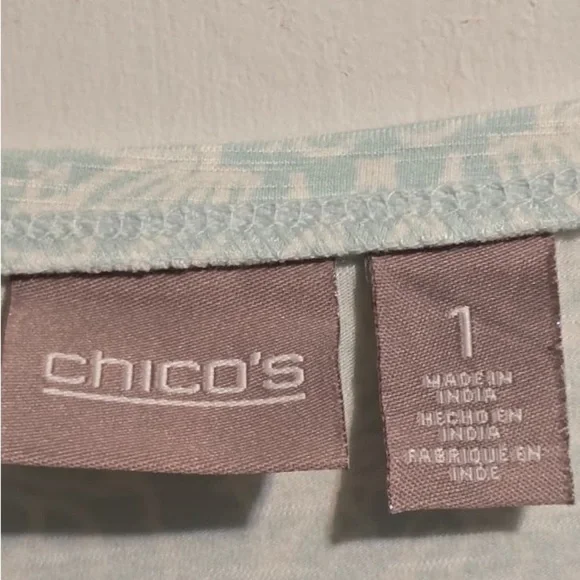 chico's
1
MADE IN
INDIA
HECHO EN
INDIA
FABRIQUÉ EN
INDE